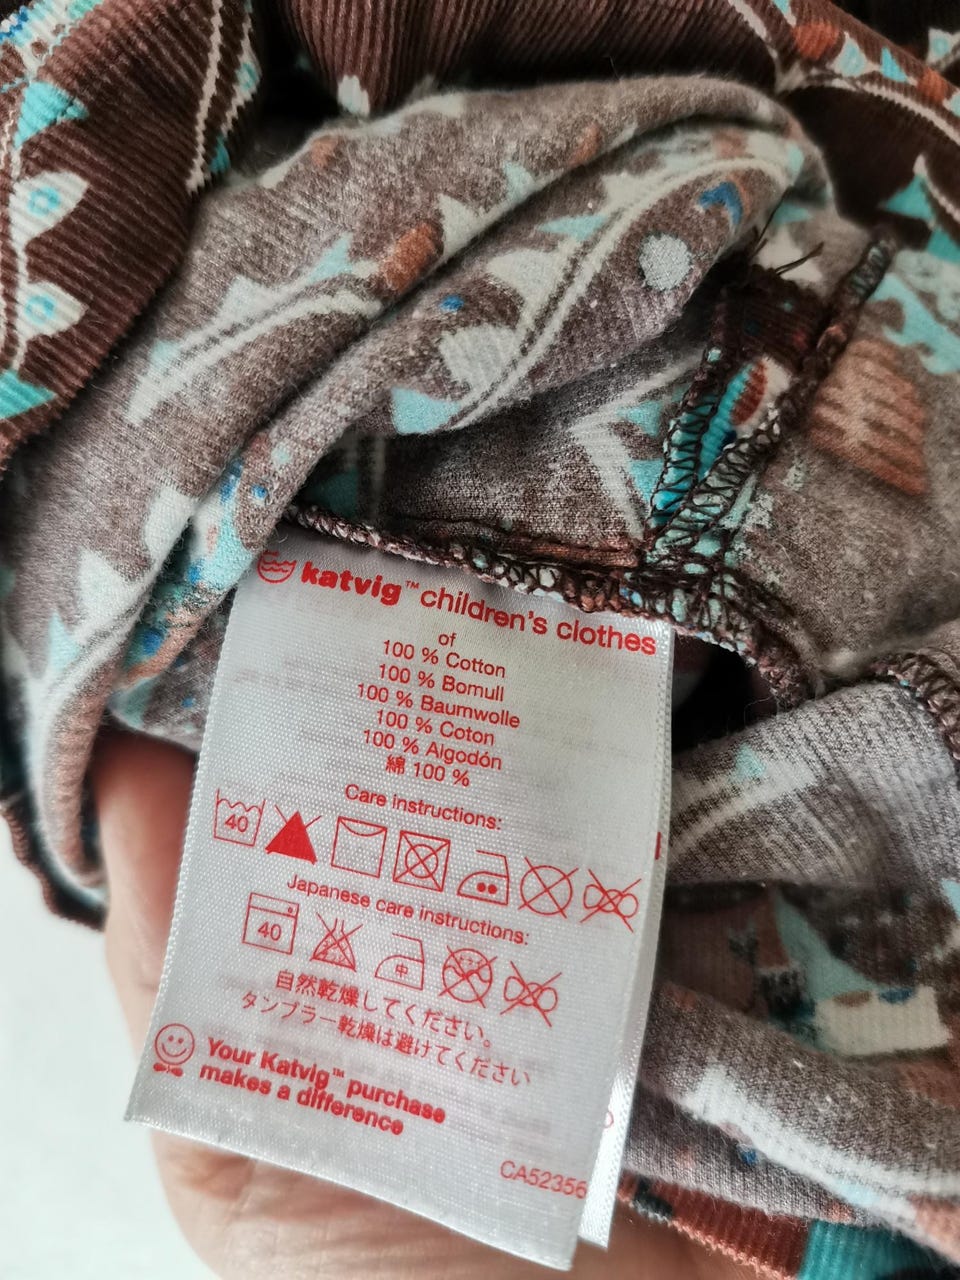 katvig™ children's clothes
of
100 % Cotton
100 % Bomull
100 % Baumwolle
100 % Coton
100 % Algodón
綿 100 %
Care instructions:
40
Japanese care instructions:
40
中
自然乾燥してください。
タンブラー乾燥は避けてください
Your Katvig™ purchase
makes a difference
CA52356